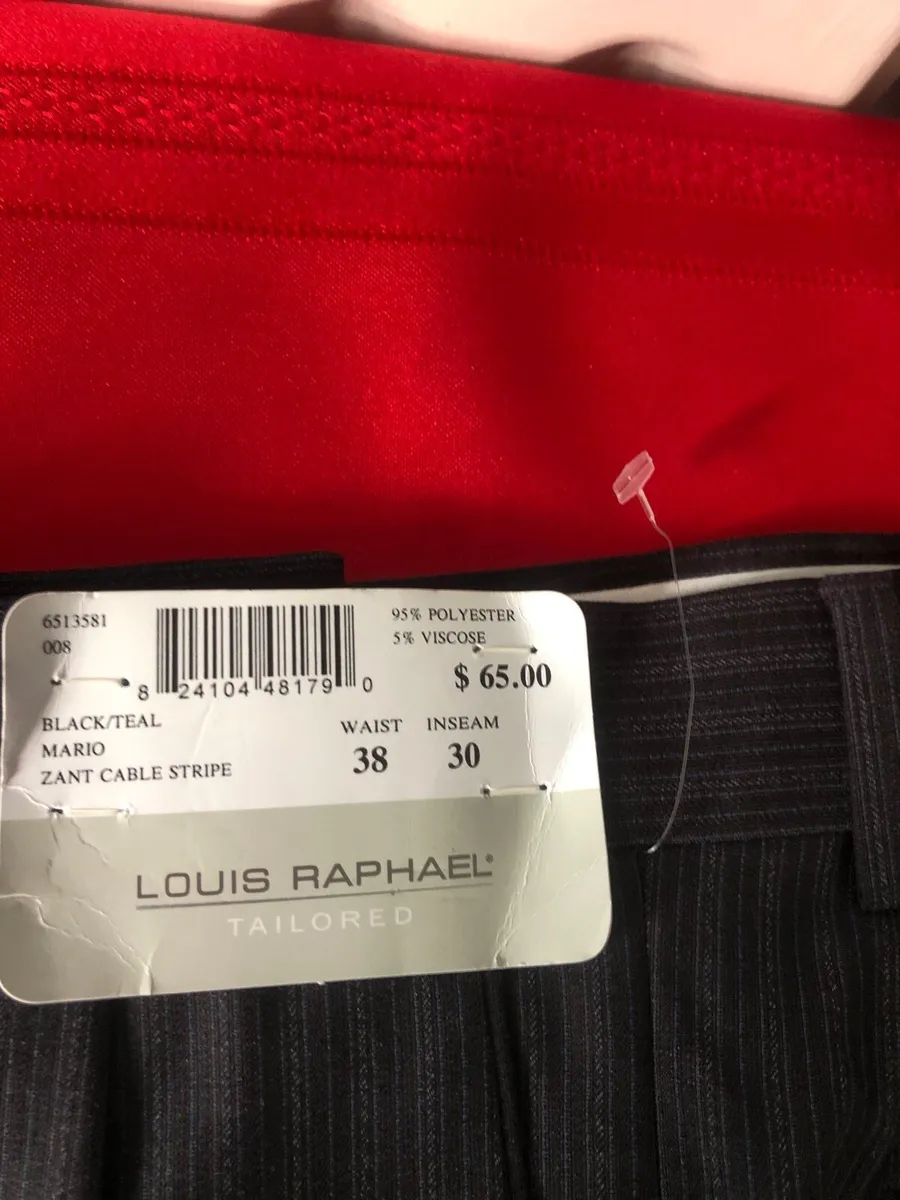 6513581
008
8 24104 48179 0
95% POLYESTER
5% VISCOSE
$ 65.00
BLACK/TEAL
MARIO
ZANT CABLE STRIPE
WAIST INSEAM
38 30
LOUIS RAPHAEL®
TAILORED